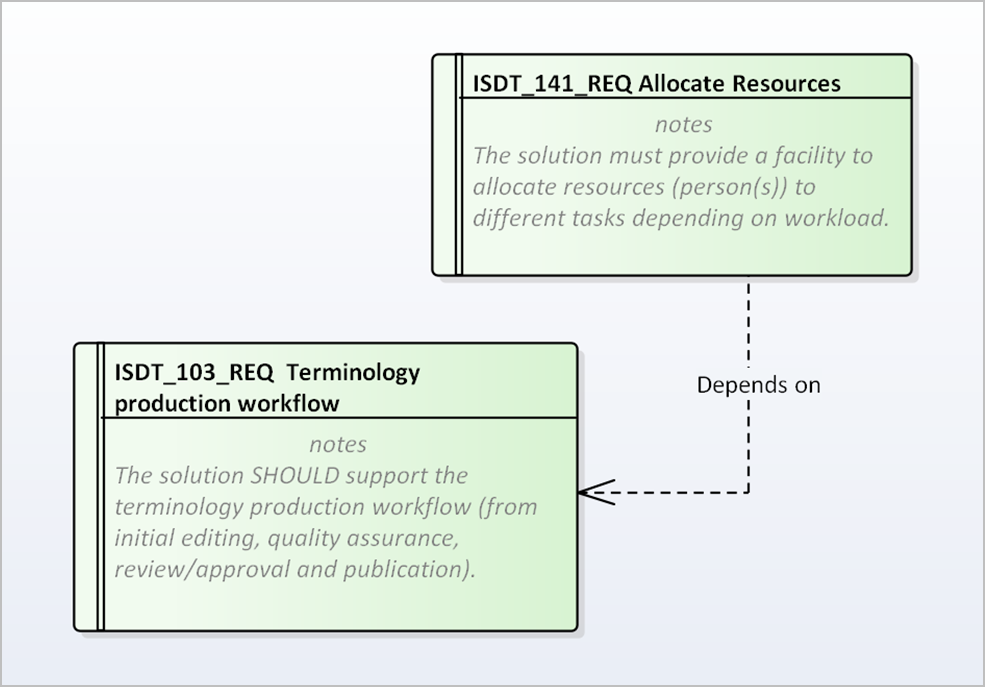 ISDT_141_REQ Allocate Resources
notes
The solution must provide a facility to
allocate resources (person(s)) to
different tasks depending on workload.
Depends on
ISDT_103_REQ  Terminology
production workflow
notes
The solution SHOULD support the
terminology production workflow (from
initial editing, quality assurance,
review/approval and publication).